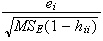 e_i / √(MS_E(1 − h_ii))